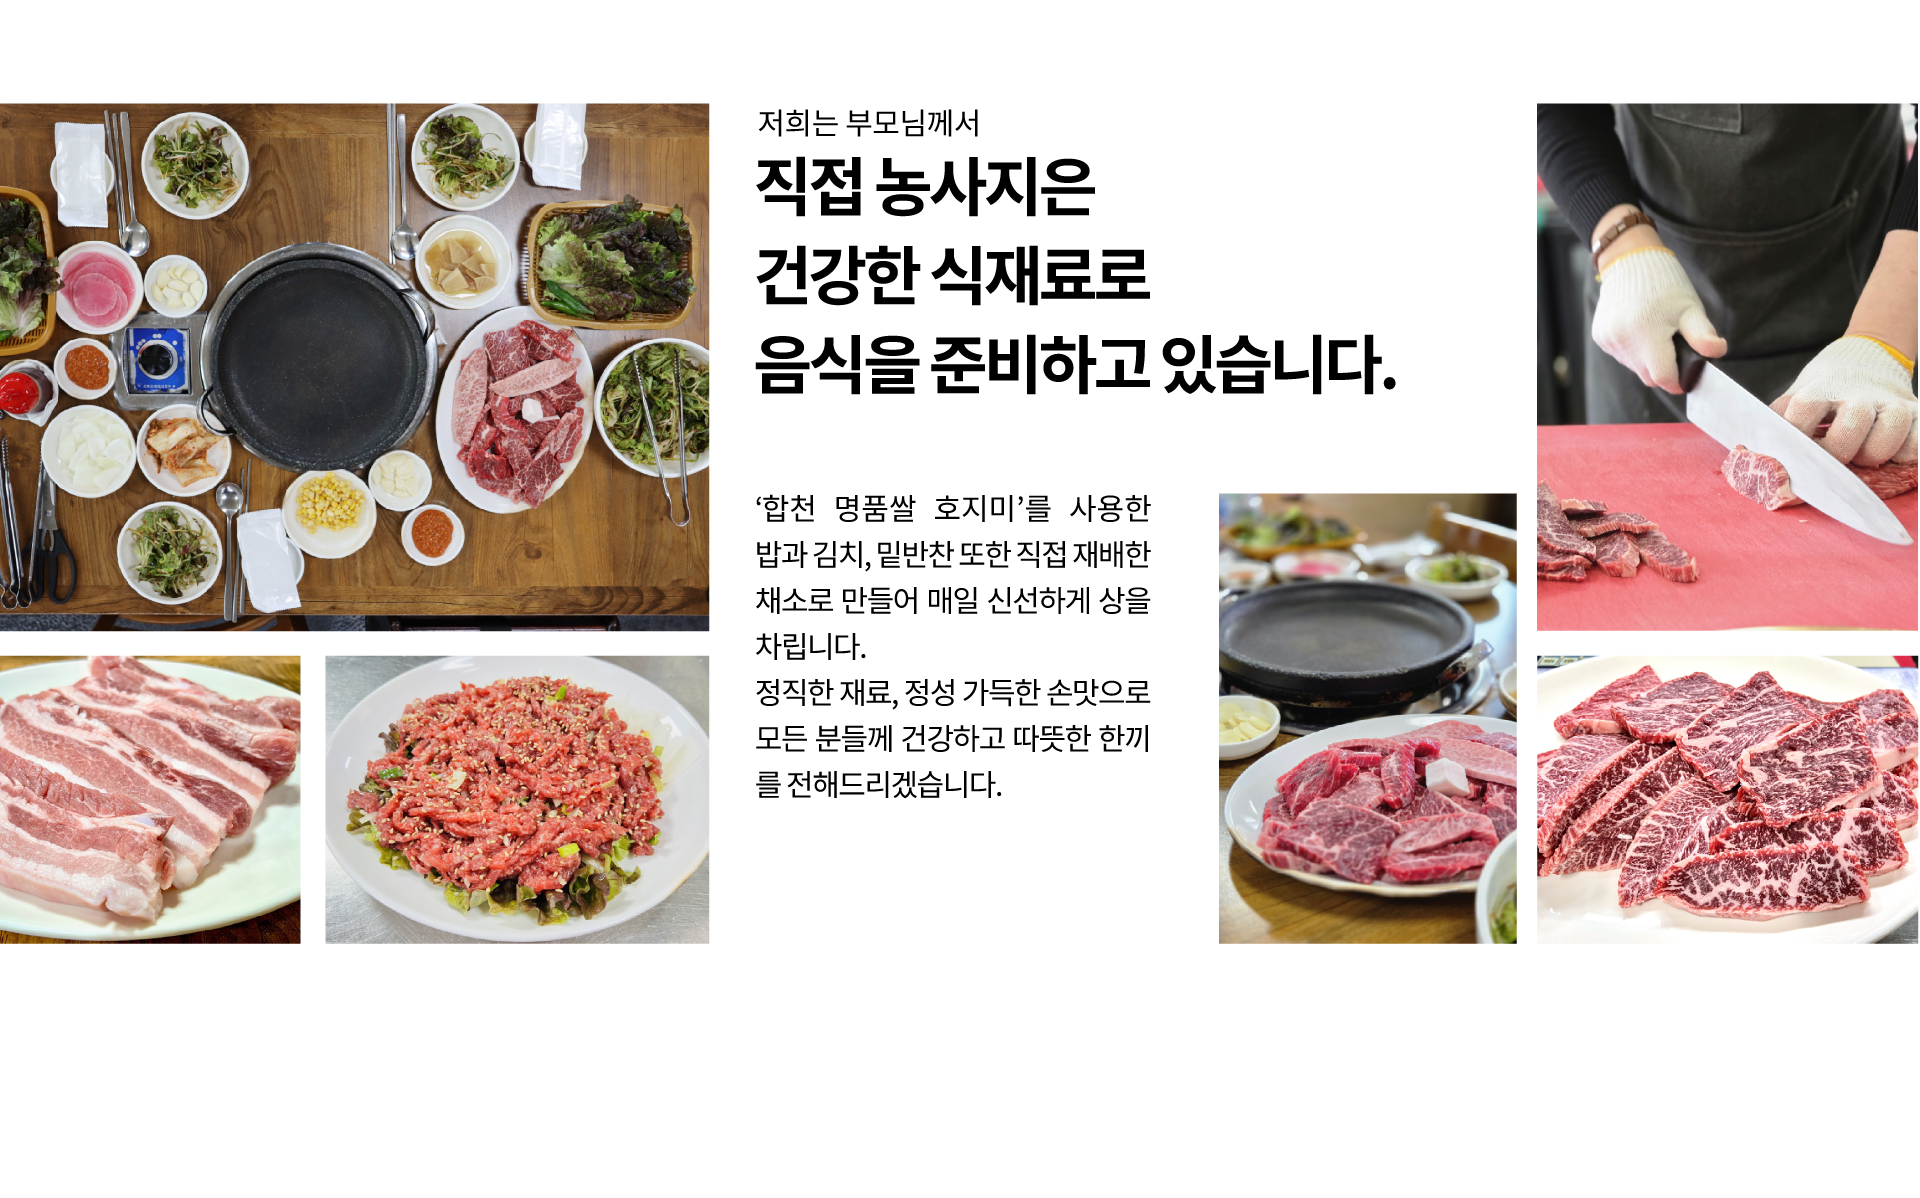 저희는 부모님께서
직접 농사지은
건강한 식재료로
음식을 준비하고 있습니다.
‘합천 명품쌀 호지미’를 사용한
밥과 김치, 밑반찬 또한 직접 재배한
채소로 만들어 매일 신선하게 상을
차립니다.
정직한 재료, 정성 가득한 손맛으로
모든 분들께 건강하고 따뜻한 한끼
를 전해드리겠습니다.